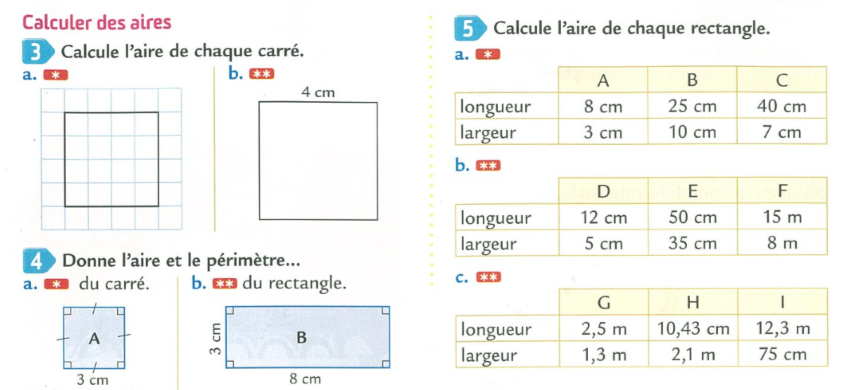 Calculer des aires
3 Calcule l'aire de chaque carré.
a. *
b. **
4 cm
4 Donne l'aire et le périmètre...
a. * du carré.
b. ** du rectangle.
A
3 cm
3 cm
B
8 cm
5 Calcule l'aire de chaque rectangle.
a. *
A B C
longueur 8 cm 25 cm 40 cm
largeur 3 cm 10 cm 7 cm
b. **
D E F
longueur 12 cm 50 cm 15 m
largeur 5 cm 35 cm 8 m
c. **
G H I
longueur 2,5 m 10,43 cm 12,3 m
largeur 1,3 m 2,1 m 75 cm